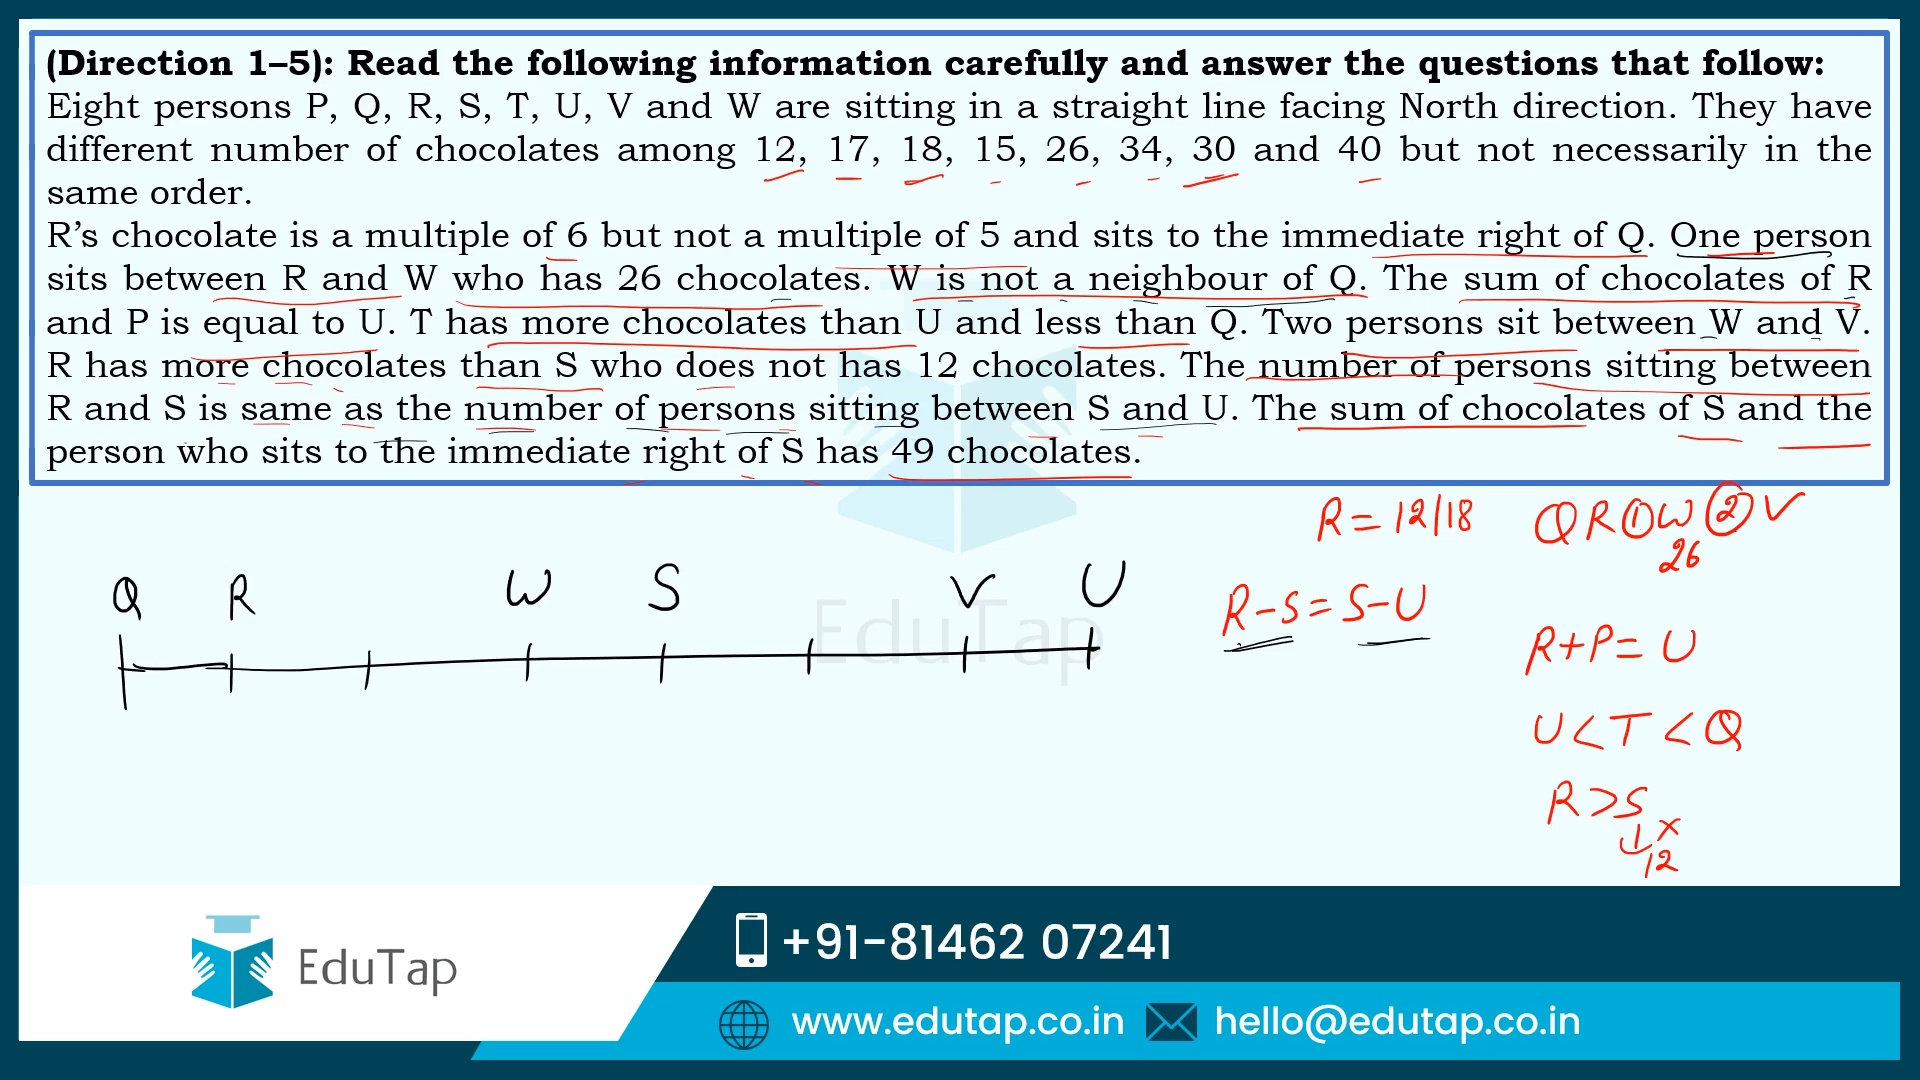 (Direction 1–5): Read the following information carefully and answer the questions that follow:
Eight persons P, Q, R, S, T, U, V and W are sitting in a straight line facing North direction. They have
different number of chocolates among 12, 17, 18, 15, 26, 34, 30 and 40 but not necessarily in the
same order.
R’s chocolate is a multiple of 6 but not a multiple of 5 and sits to the immediate right of Q. One person
sits between R and W who has 26 chocolates. W is not a neighbour of Q. The sum of chocolates of R
and P is equal to U. T has more chocolates than U and less than Q. Two persons sit between W and V.
R has more chocolates than S who does not has 12 chocolates. The number of persons sitting between
R and S is same as the number of persons sitting between S and U. The sum of chocolates of S and the
person who sits to the immediate right of S has 49 chocolates.
R = 12/18 Q R 1 W 2 V
26
Q R W S V U
R-S = S-U
R+P = U
U < T < Q
R > S
x
12
EduTap
EduTap
+91-81462 07241
www.edutap.co.in hello@edutap.co.in